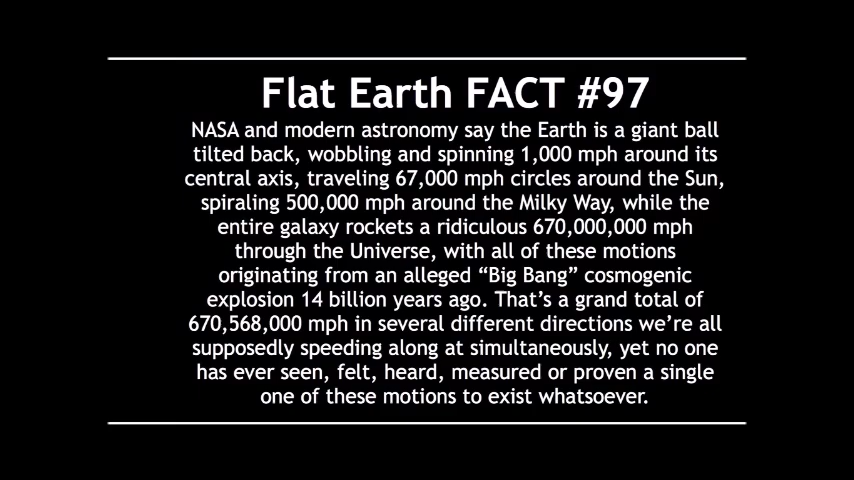 Flat Earth FACT #97
NASA and modern astronomy say the Earth is a giant ball
tilted back, wobbling and spinning 1,000 mph around its
central axis, traveling 67,000 mph circles around the Sun,
spiraling 500,000 mph around the Milky Way, while the
entire galaxy rockets a ridiculous 670,000,000 mph
through the Universe, with all of these motions
originating from an alleged “Big Bang” cosmogenic
explosion 14 billion years ago. That’s a grand total of
670,568,000 mph in several different directions we’re all
supposedly speeding along at simultaneously, yet no one
has ever seen, felt, heard, measured or proven a single
one of these motions to exist whatsoever.